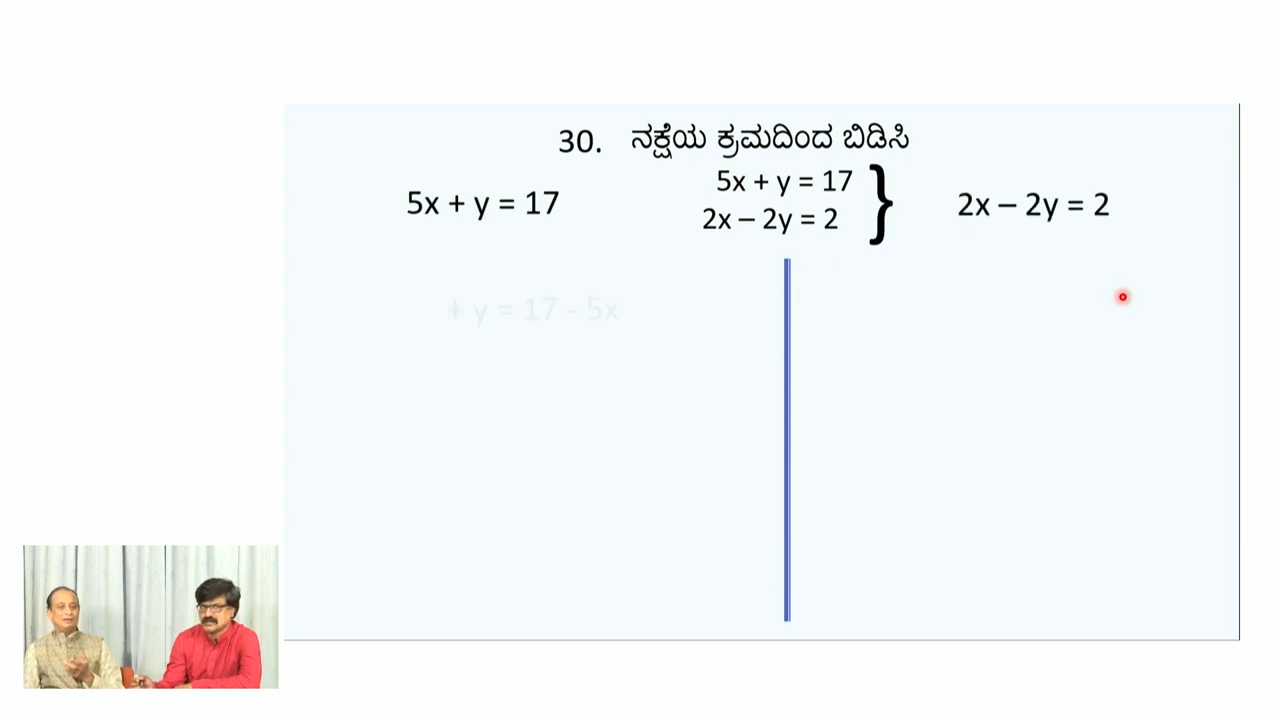 30. ನಕ್ಷೆಯ ಕ್ರಮದಿಂದ ಬಿಡಿಸಿ
5x + y = 17
5x + y = 17
2x – 2y = 2
}
2x – 2y = 2
+ y = 17 - 5x